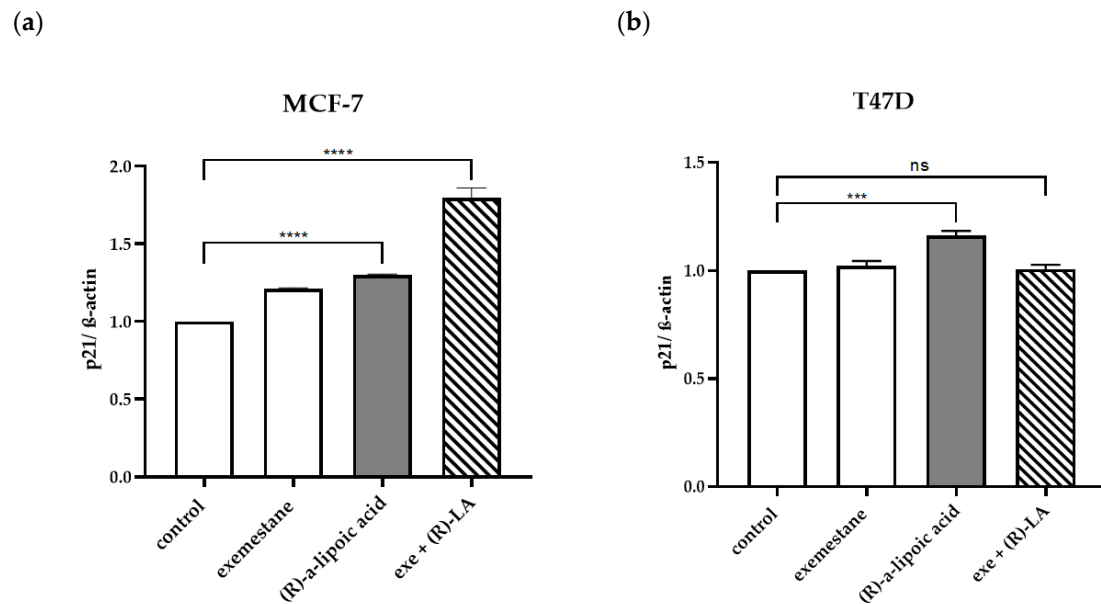 (a)
MCF-7
p21/ ß-actin
2.0
1.5
1.0
0.5
0.0
****
****
control
exemestane
(R)-a-lipoic acid
exe + (R)-LA
(b)
T47D
p21/ ß-actin
1.5
1.0
0.5
0.0
ns
***
control
exemestane
(R)-a-lipoic acid
exe + (R)-LA